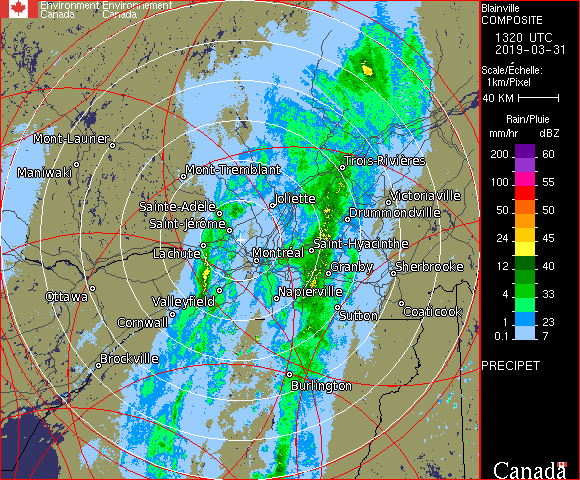 Environment Environnement
Canada Canada
Blainville
COMPOSITE
1320 UTC
2019-03-31
Scale/Échelle:
1km/Pixel
40 KM
Rain/Pluie
mm/hr dBZ
200 60
100 55
50 50
24 45
12 40
8 33
4 33
1 23
0.1 7
PRECIPET
Canada
Mont-Laurier
Maniwaki
Mont-Tremblant
Trois-Rivières
Sainte-Adèle
Joliette
Victoriaville
Drummondville
Saint-Jérôme
Lachute
Montréal
Saint-Hyacinthe
Granby
Sherbrooke
Ottawa
Valleyfield
Napierville
Cornwall
Sutton
Coaticook
Brockville
Burlington